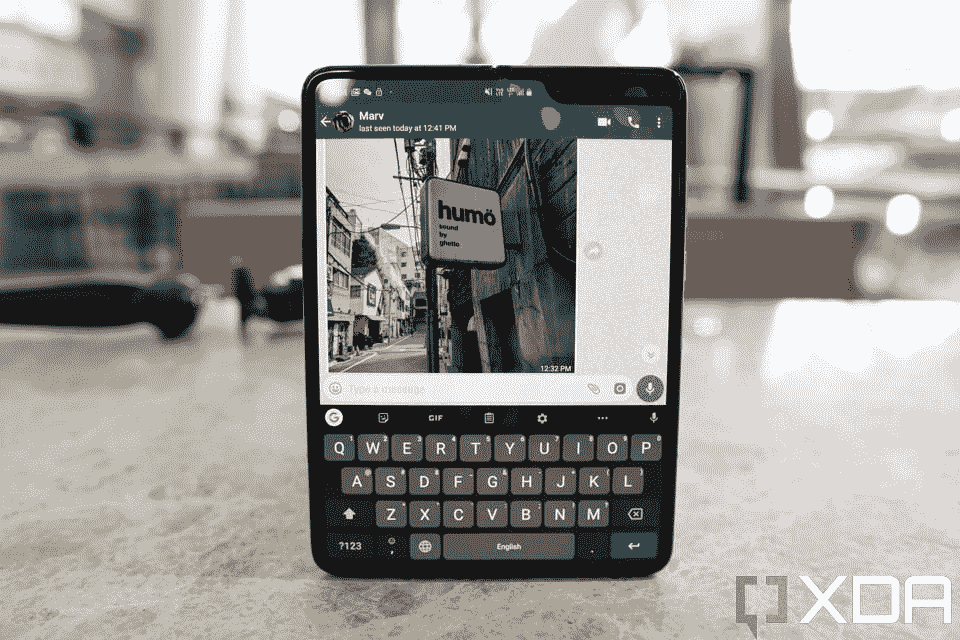 Marv
last seen today at 12:41 PM
humö
sound
by
ghetto
12:32 PM
Type a message
G GIF
Q W E R T Y U I O P
A S D F G H J K L
Z X C V B N M
?123 , English .
XDA